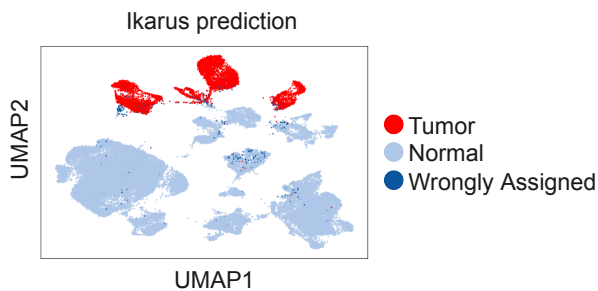 Ikarus prediction
UMAP2
Tumor
Normal
Wrongly Assigned
UMAP1